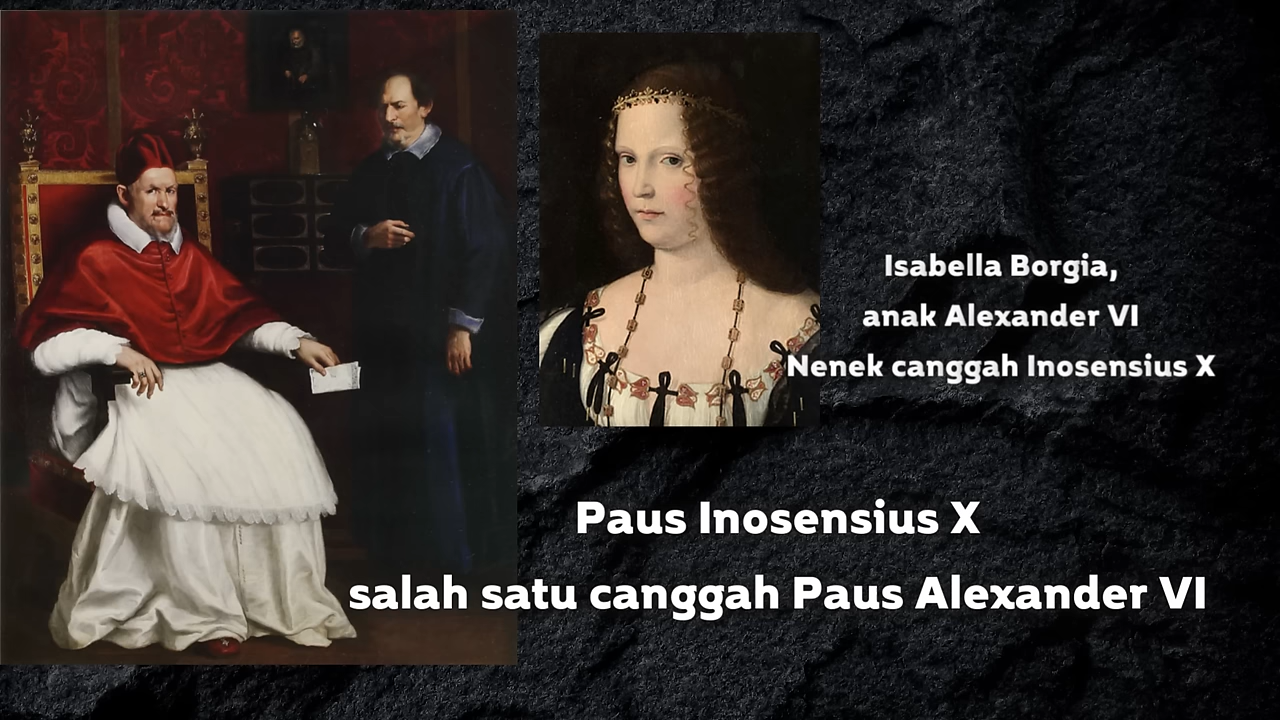 Isabella Borgia,
anak Alexander VI
Nenek canggah Inosensius X
Paus Inosensius X
salah satu canggah Paus Alexander VI